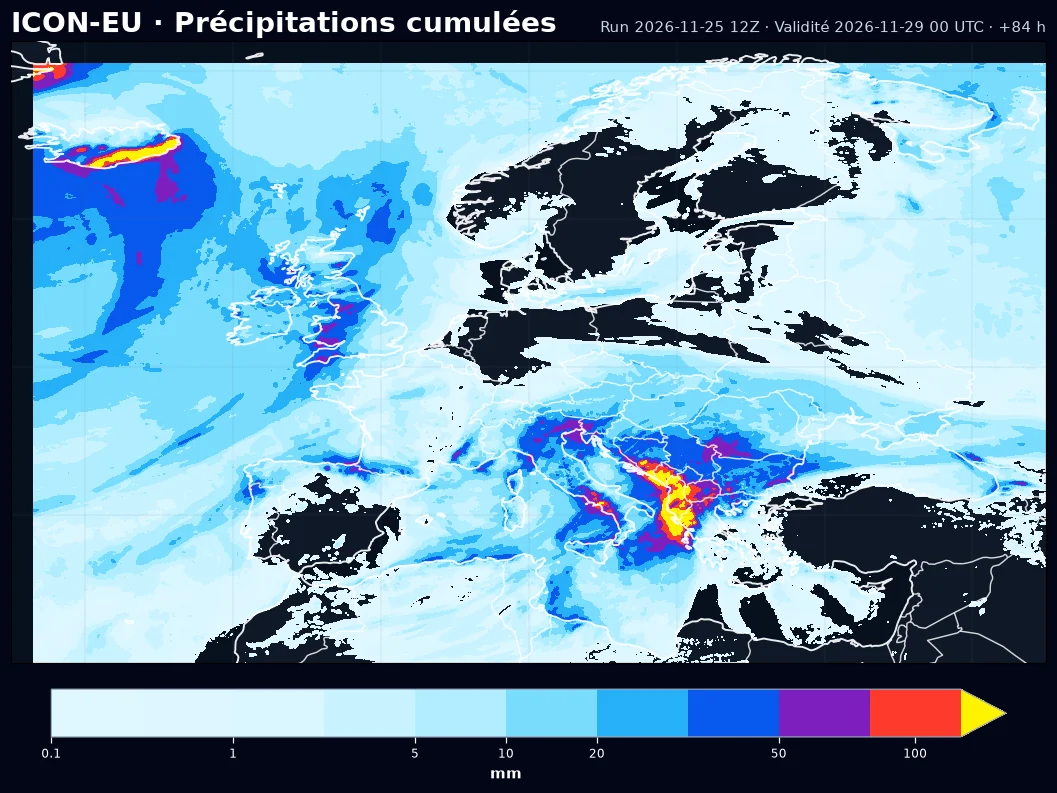 ICON-EU · Précipitations cumulées
Run 2026-11-25 12Z · Validité 2026-11-29 00 UTC · +84 h
0.1 1 5 10 20 50 100
mm